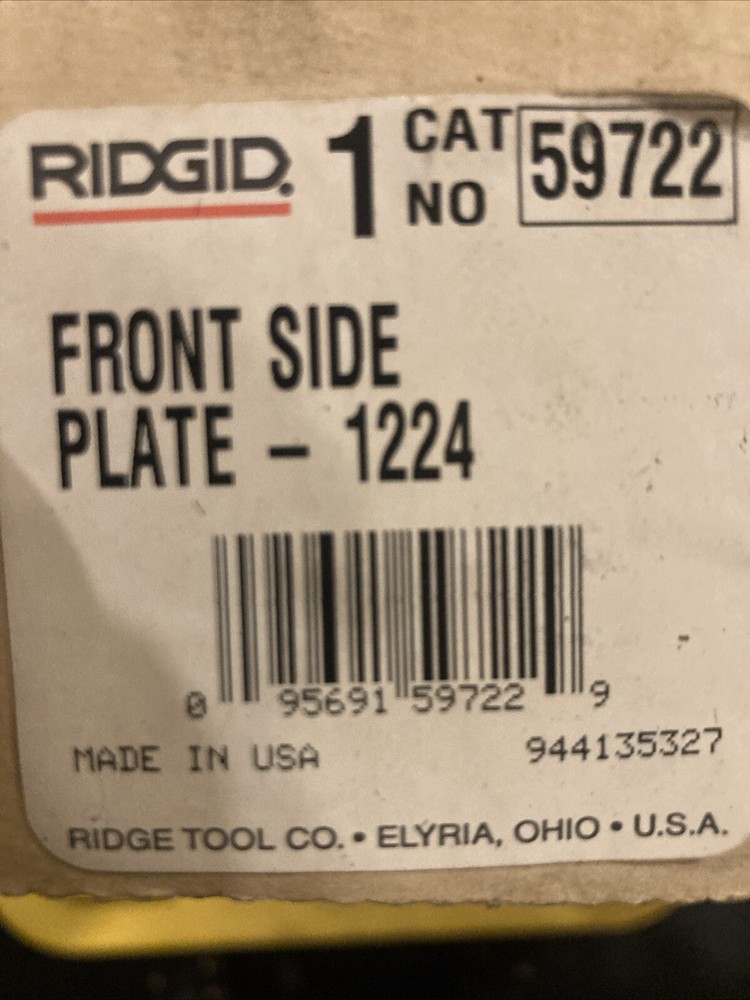 RIDGID. 1 CAT NO 59722
FRONT SIDE
PLATE – 1224
0 95691 59722 9
MADE IN USA 944135327
RIDGE TOOL CO. • ELYRIA, OHIO • U.S.A.